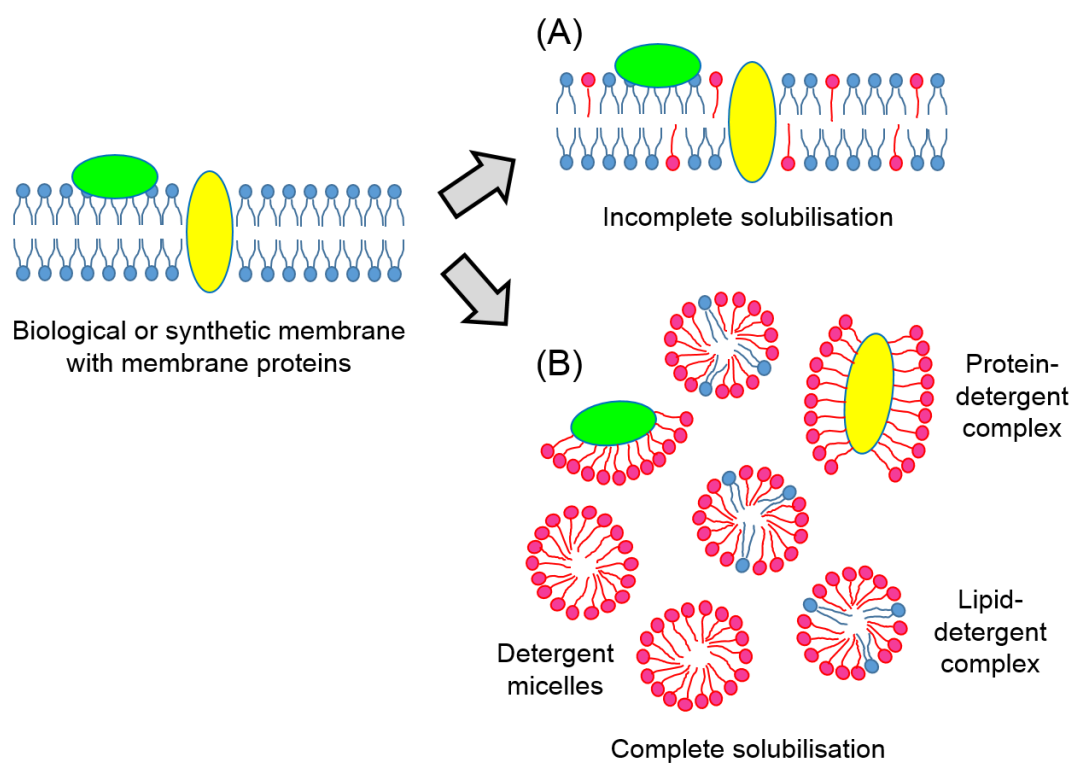 (A)
Incomplete solubilisation
Biological or synthetic membrane
with membrane proteins
(B)
Protein-
detergent
complex
Lipid-
detergent
complex
Detergent
micelles
Complete solubilisation